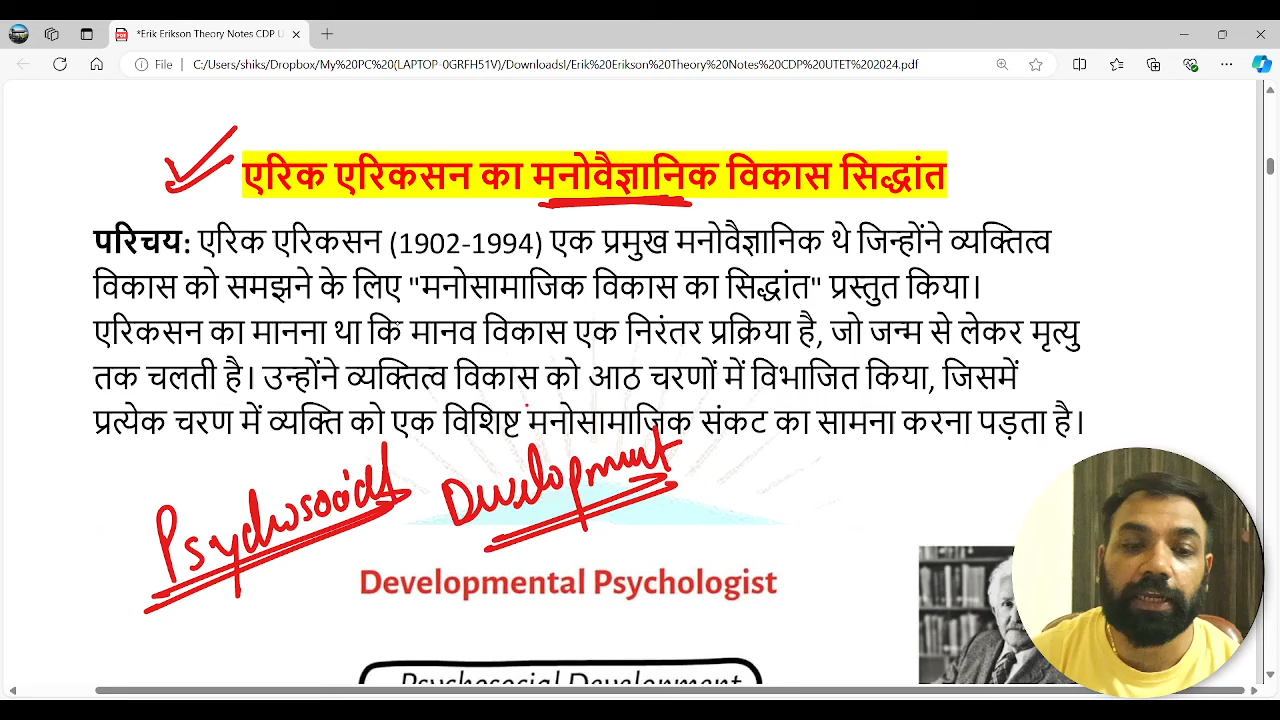 *Erik Erikson Theory Notes CDP U
File | C:/Users/shiks/Dropbox/My%20PC%20(LAPTOP-0GRFH51V)/Downloads/Erik%20Erikson%20Theory%20Notes%20CDP%20UTET%202024.pdf
एरिक एरिकसन का मनोवैज्ञानिक विकास सिद्धांत
परिचय: एरिक एरिकसन (1902-1994) एक प्रमुख मनोवैज्ञानिक थे जिन्होंने व्यक्तित्व
विकास को समझने के लिए "मनोसामाजिक विकास का सिद्धांत" प्रस्तुत किया।
एरिकसन का मानना था कि मानव विकास एक निरंतर प्रक्रिया है, जो जन्म से लेकर मृत्यु
तक चलती है। उन्होंने व्यक्तित्व विकास को आठ चरणों में विभाजित किया, जिसमें
प्रत्येक चरण में व्यक्ति को एक विशिष्ट मनोसामाजिक संकट का सामना करना पड़ता है।
Psychosocial Development
Developmental Psychologist
Psychosocial Development